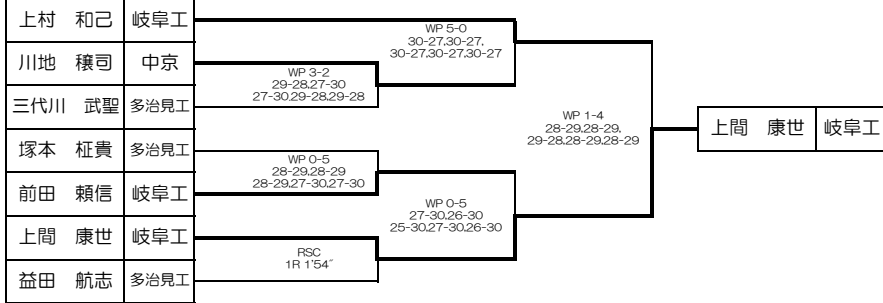 上村　和己 岐阜工
川地　穣司 中京
三代川　武聖 多治見工
塚本　柾貴 多治見工
前田　頼信 岐阜工
上間　康世 岐阜工
益田　航志 多治見工
WP 3-2
29-28,27-30
27-30,29-28,29-28
WP 0-5
28-29,28-29
28-29,27-30,27-30
RSC
1R 1'54"
WP 5-0
30-27,30-27,
30-27,30-27,30-27
WP 0-5
27-30,26-30
25-30,27-30,26-30
WP 1-4
28-29,28-29,
29-28,28-29,28-29
上間　康世 岐阜工